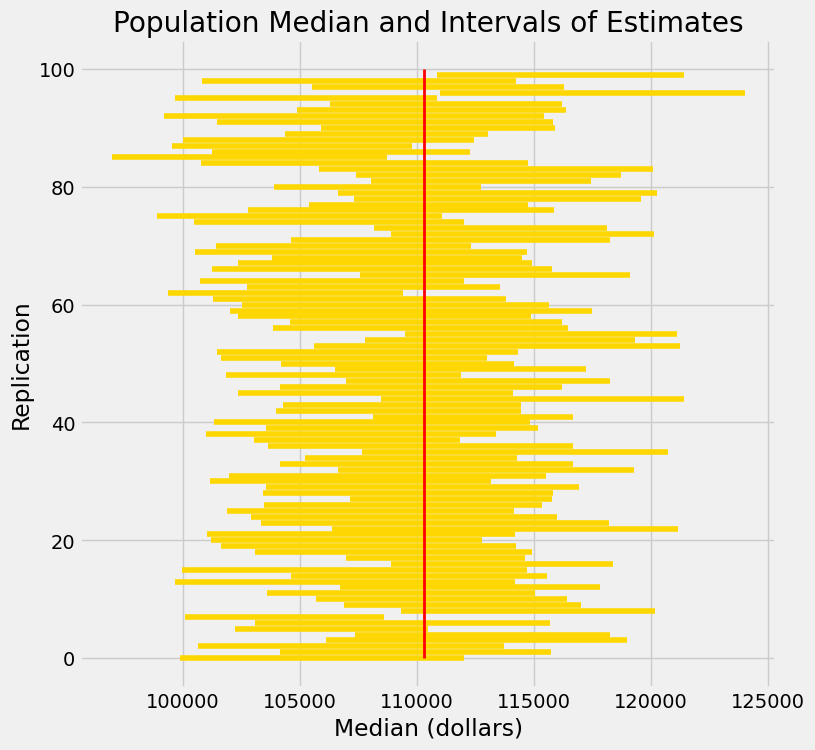 Population Median and Intervals of Estimates
100
80
60
40
20
0
Replication
100000 105000 110000 115000 120000 125000
Median (dollars)